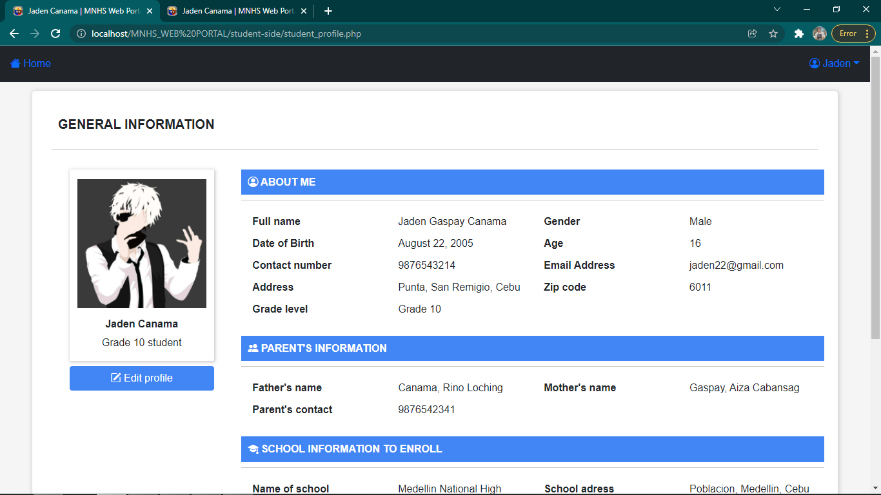 Jaden Canama | MNHS Web Port
Jaden Canama | MNHS Web Port
localhost/MNHS_WEB%20PORTAL/student-side/student_profile.php
Error
Home
Jaden
GENERAL INFORMATION
ABOUT ME
Full name Jaden Gaspay Canama Gender Male
Date of Birth August 22, 2005 Age 16
Contact number 9876543214 Email Address jaden22@gmail.com
Address Punta, San Remigio, Cebu Zip code 6011
Grade level Grade 10
Jaden Canama
Grade 10 student
Edit profile
PARENT'S INFORMATION
Father's name Canama, Rino Loching Mother's name Gaspay, Aiza Cabansag
Parent's contact 9876542341
SCHOOL INFORMATION TO ENROLL
Name of school Medellin National High School adress Poblacion, Medellin, Cebu